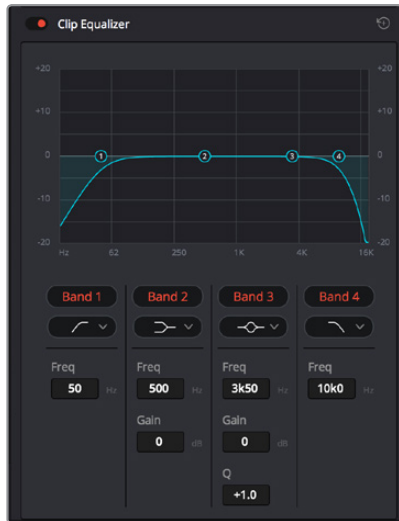 Clip Equalizer
+20 +20
+10 +10
0 1 2 3 4 0
-10 -10
-20 -20
Hz 62 250 1K 4K 16K
Band 1 Band 2 Band 3 Band 4
Freq Freq Freq Freq
50 Hz 500 Hz 3k50 Hz 10k0 Hz
Gain Gain
0 dB 0 dB
Q
+1.0